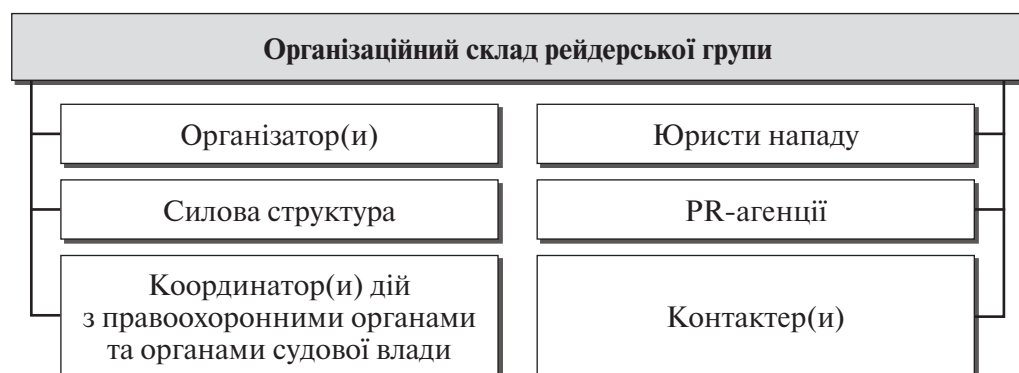 Організаційний склад рейдерської групи
Організатор(и)
Юристи нападу
Силова структура
PR-агенції
Координатор(и) дій
з правоохоронними органами
та органами судової влади
Контактер(и)